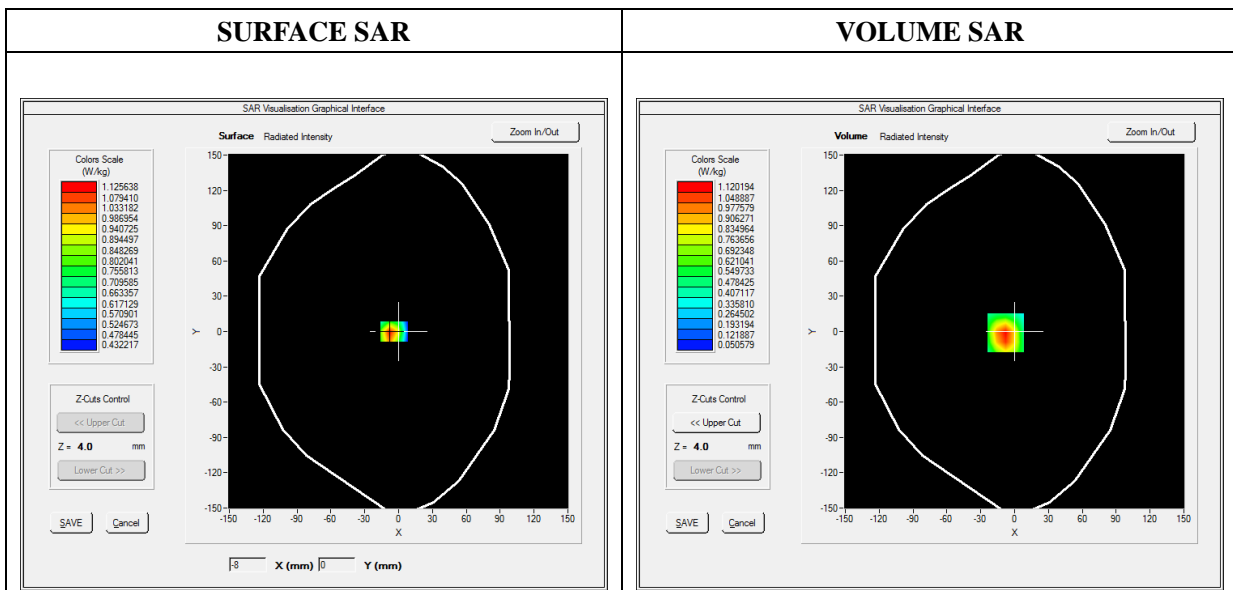 SURFACE SAR
VOLUME SAR
SAR Visualisation Graphical Interface
Surface Radiated Intensity
Zoom In/Out
Colors Scale
(W/kg)
1.125638
1.079410
1.033182
0.986954
0.940725
0.894497
0.848269
0.802041
0.755813
0.709585
0.663357
0.617129
0.570901
0.524673
0.478445
0.432217
150
120
90
60
30
0
-30
-60
-90
-120
-150
Y
-150 -120 -90 -60 -30 0 30 60 90 120 150
X
Z-Cuts Control
<< Upper Cut
Z = 4.0 mm
Lower Cut >>
SAVE Cancel
-8 X (mm) 0 Y (mm)
SAR Visualisation Graphical Interface
Volume Radiated Intensity
Zoom In/Out
Colors Scale
(W/kg)
1.120194
1.048887
0.977579
0.906271
0.834964
0.763656
0.692348
0.621041
0.549733
0.478425
0.407117
0.335810
0.264502
0.193194
0.121887
0.050579
150
120
90
60
30
0
-30
-60
-90
-120
-150
Y
-150 -120 -90 -60 -30 0 30 60 90 120 150
X
Z-Cuts Control
<< Upper Cut
Z = 4.0 mm
Lower Cut >>
SAVE Cancel